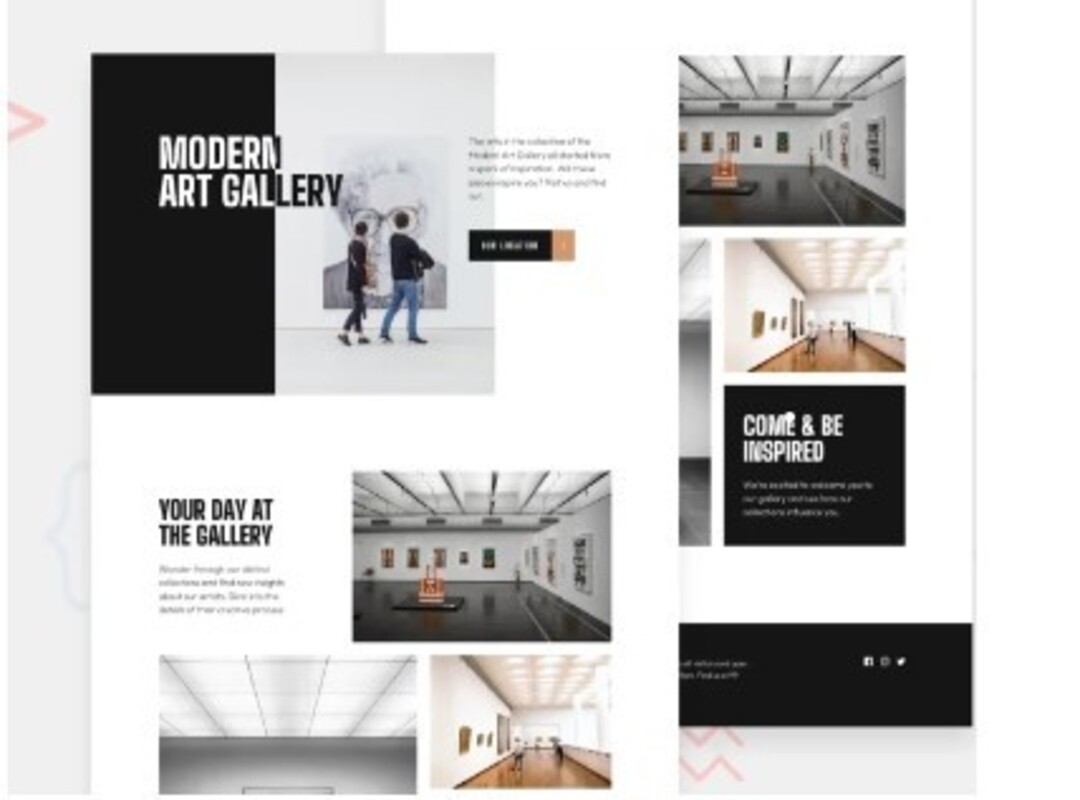 MODERN
ART GALLERY
The arts in the collection of the
Modern Art Gallery all started from
a spark of inspiration. Will these
pieces inspire you? Visit us and find
out.
OUR LOCATION
YOUR DAY AT
THE GALLERY
Wander through our distinct
collections and find new insights
about our artists. Dive into the
details of their creative process.
COME & BE
INSPIRED
We're excited to welcome you to
our gallery and see how our
collections influence you.